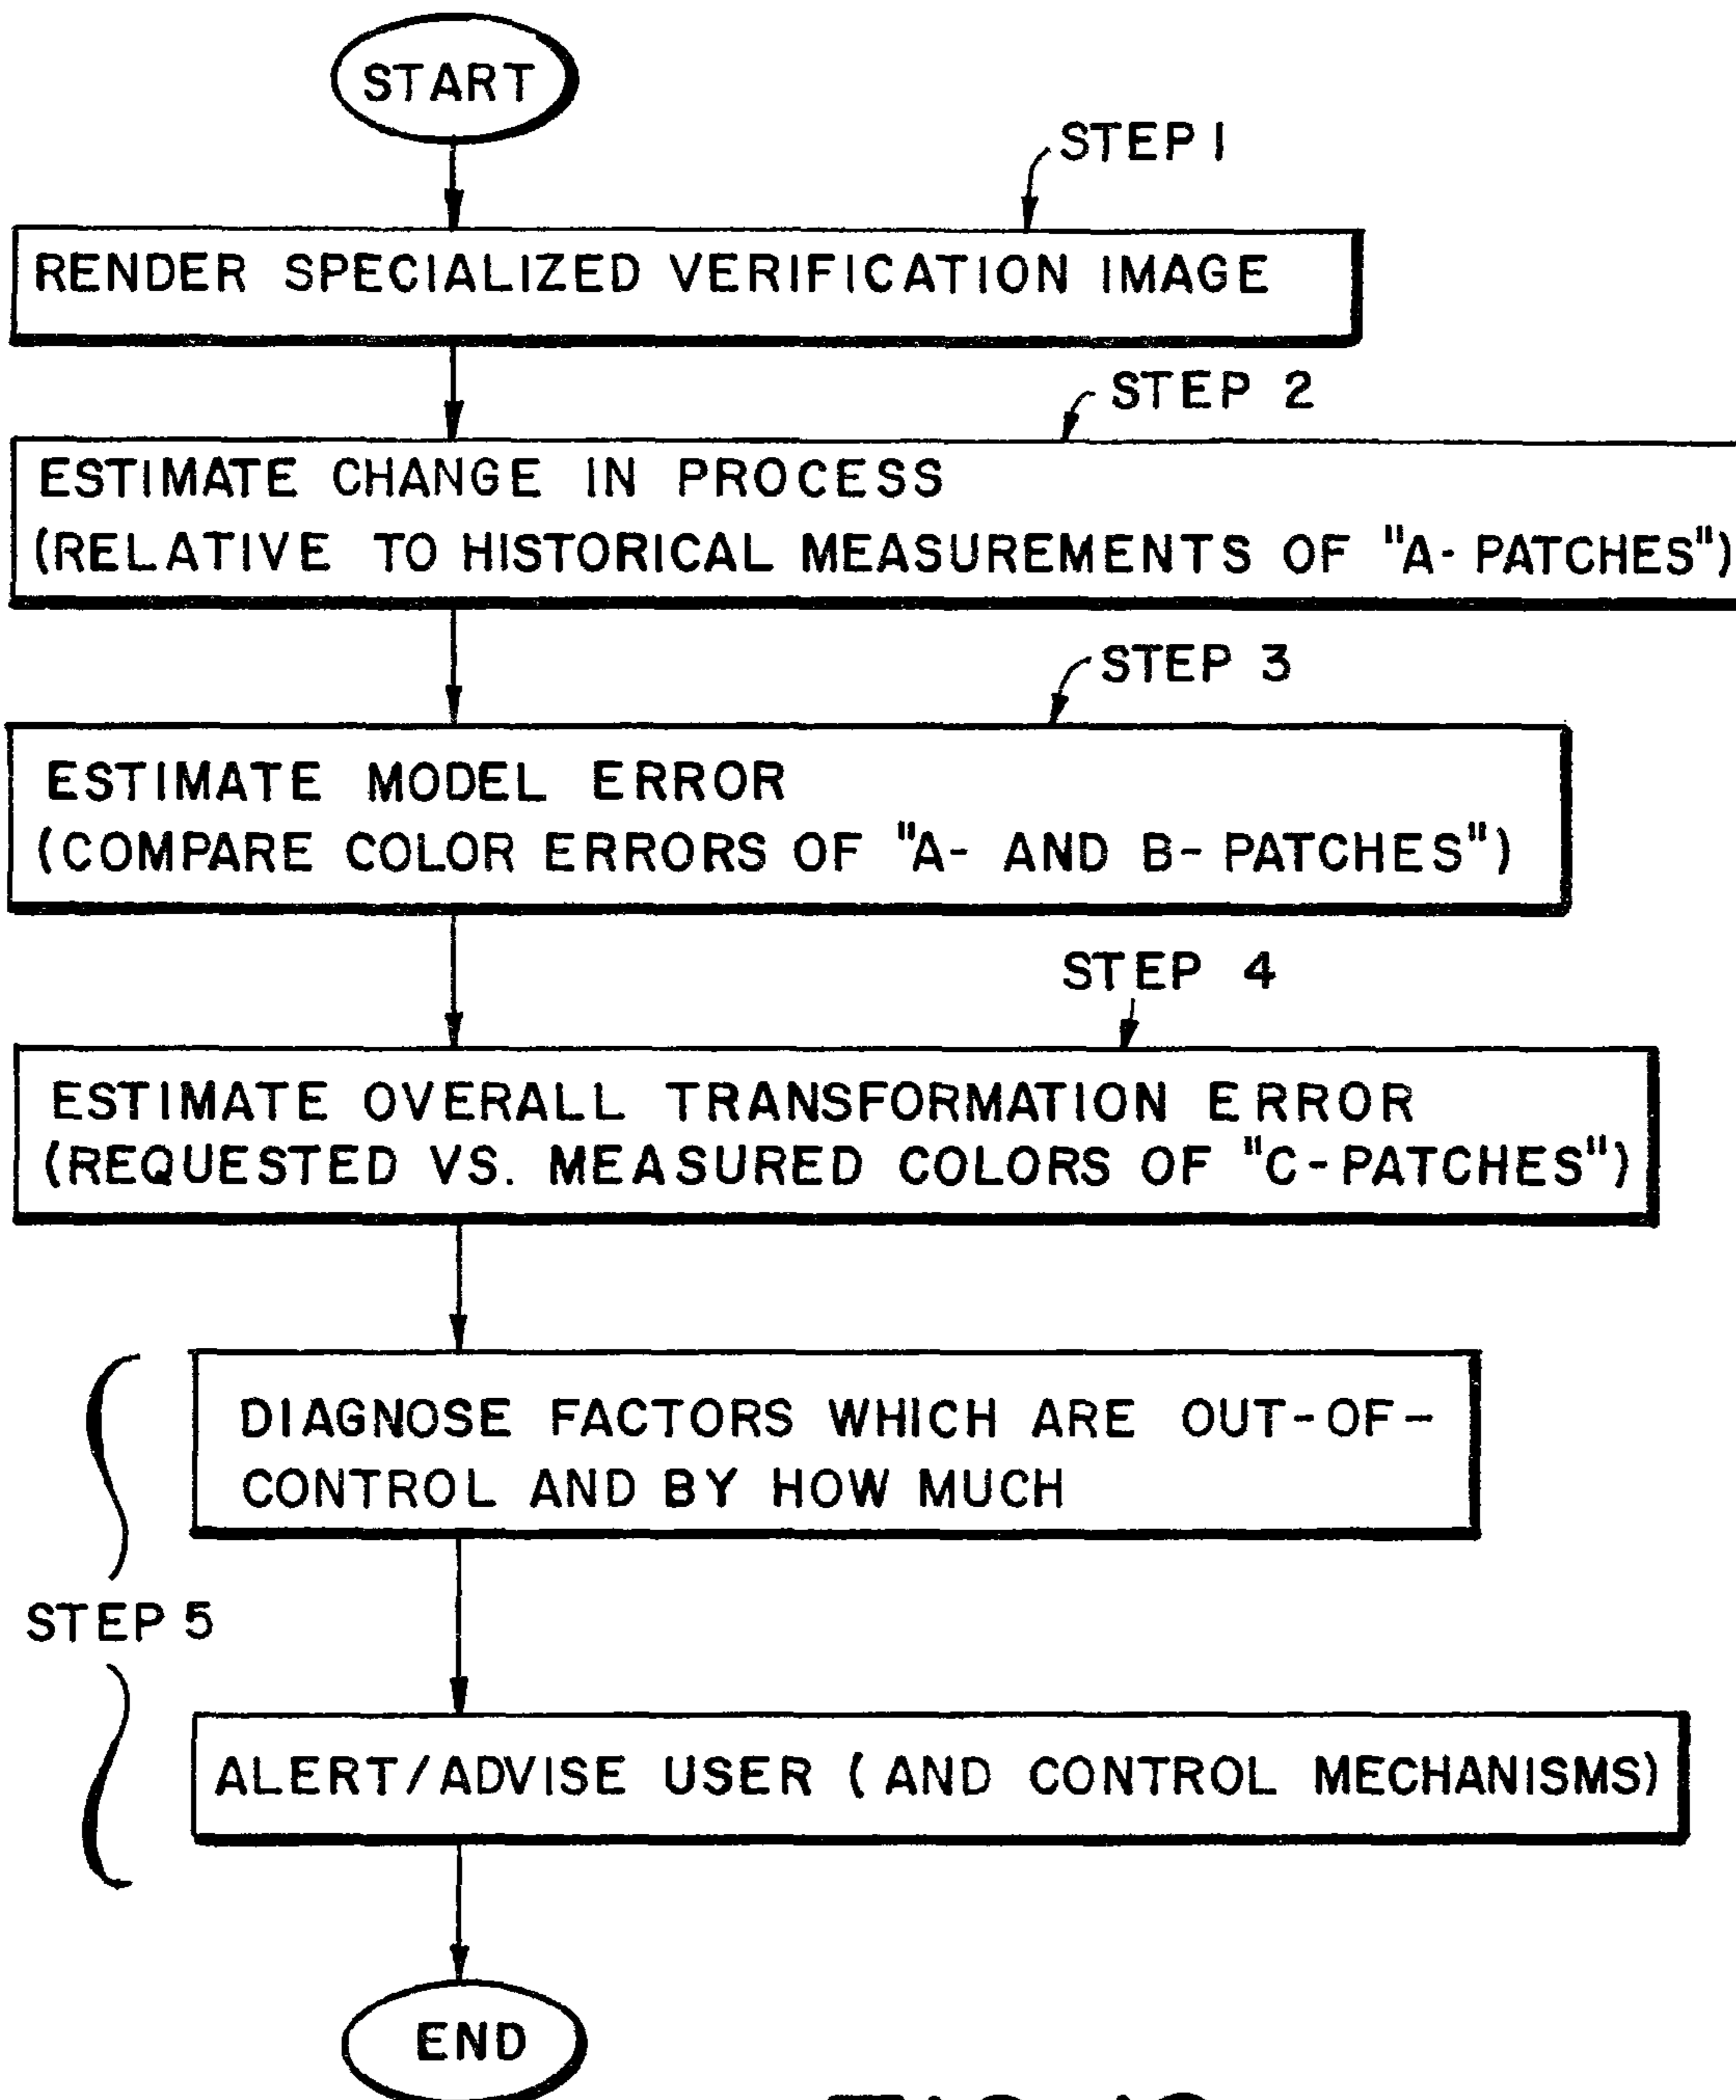 START
STEP 1
RENDER SPECIALIZED VERIFICATION IMAGE
STEP 2
ESTIMATE CHANGE IN PROCESS
(RELATIVE TO HISTORICAL MEASUREMENTS OF "A-PATCHES")
STEP 3
ESTIMATE MODEL ERROR
(COMPARE COLOR ERRORS OF "A- AND B-PATCHES")
STEP 4
ESTIMATE OVERALL TRANSFORMATION ERROR
(REQUESTED VS. MEASURED COLORS OF "C-PATCHES")
DIAGNOSE FACTORS WHICH ARE OUT-OF-
CONTROL AND BY HOW MUCH
STEP 5
ALERT/ADVISE USER (AND CONTROL MECHANISMS)
END